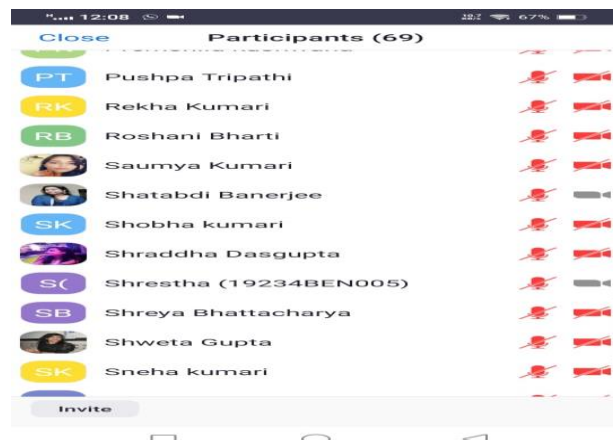 12:08 67%
Close Participants (69)
PT Pushpa Tripathi
RK Rekha Kumari
RB Roshani Bharti
Saumya Kumari
Shatabdi Banerjee
SK Shobha kumari
Shraddha Dasgupta
S( Shrestha (19234BEN005)
SB Shreya Bhattacharya
Shweta Gupta
SK Sneha kumari
Invite